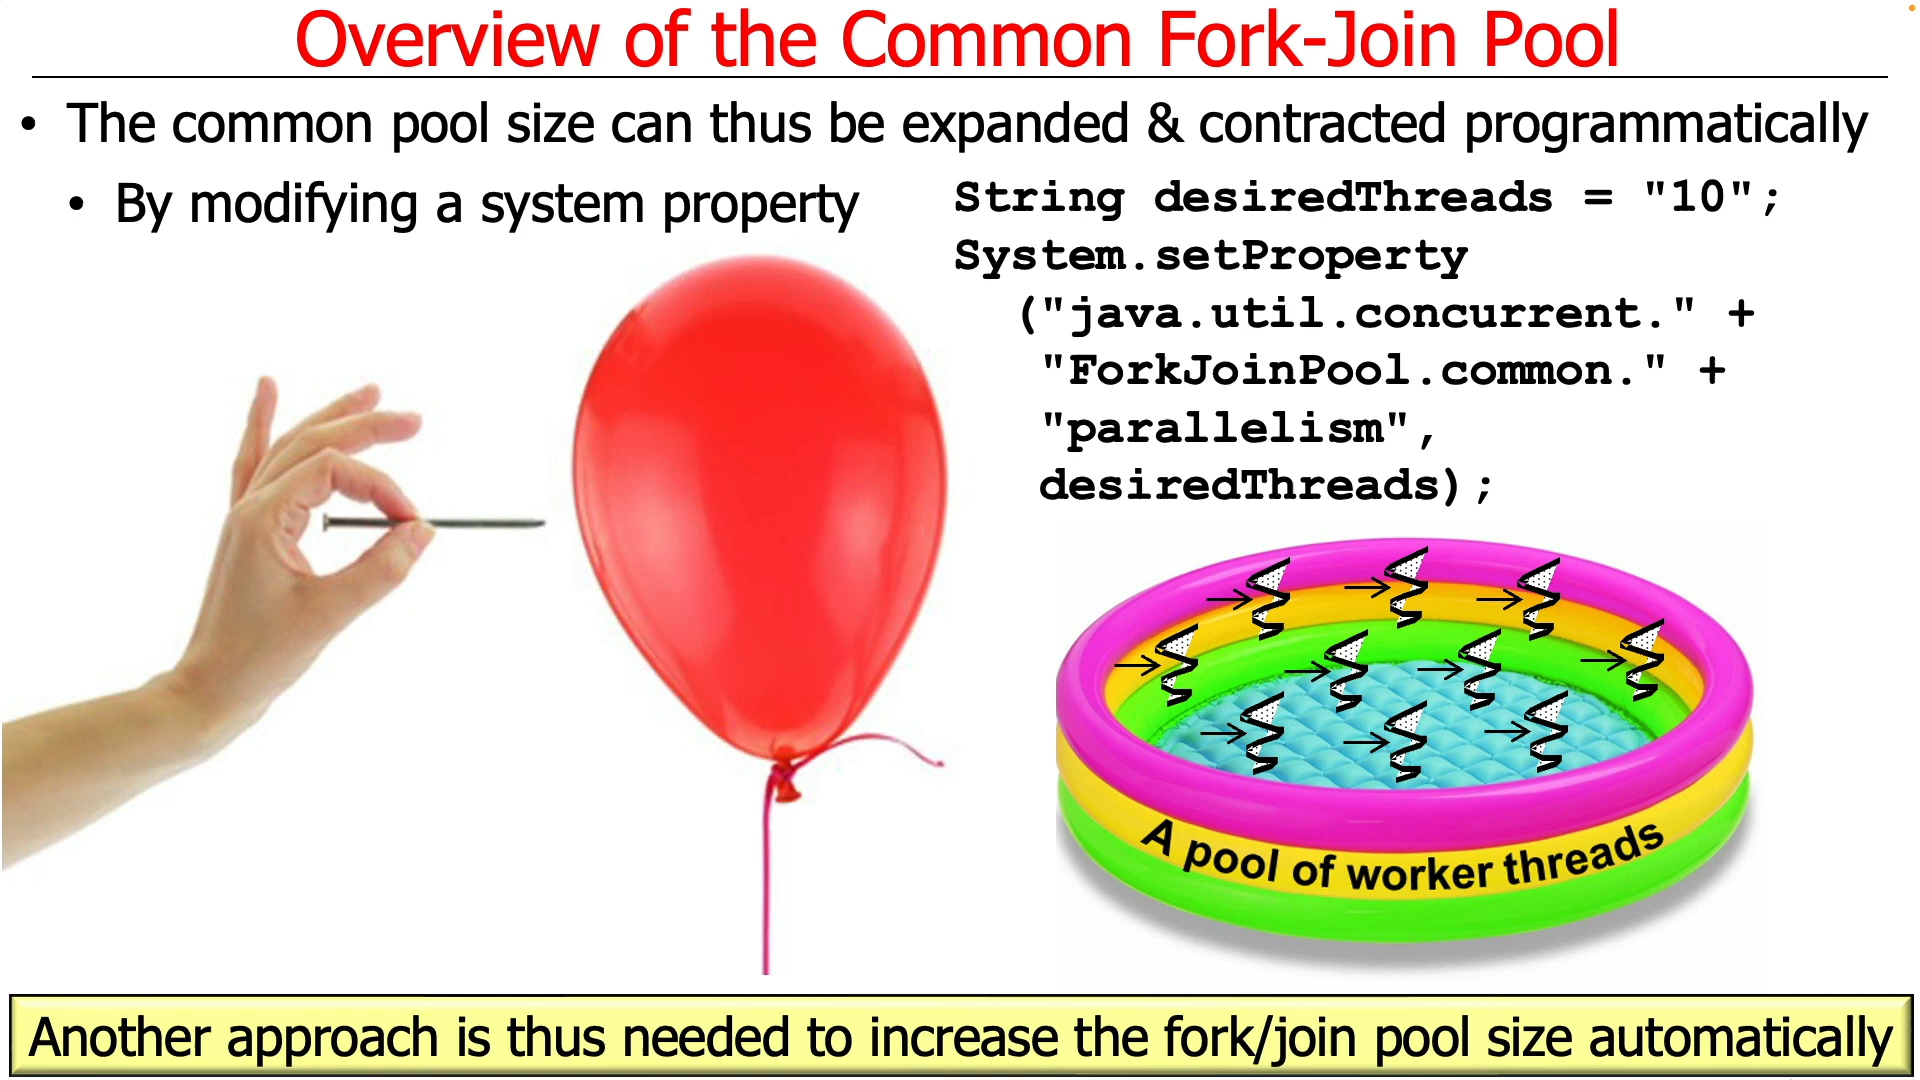 Overview of the Common Fork-Join Pool
• The common pool size can thus be expanded & contracted programmatically
• By modifying a system property
String desiredThreads = "10";
System.setProperty
("java.util.concurrent." +
"ForkJoinPool.common." +
"parallelism",
desiredThreads);
A pool of worker threads
Another approach is thus needed to increase the fork/join pool size automatically